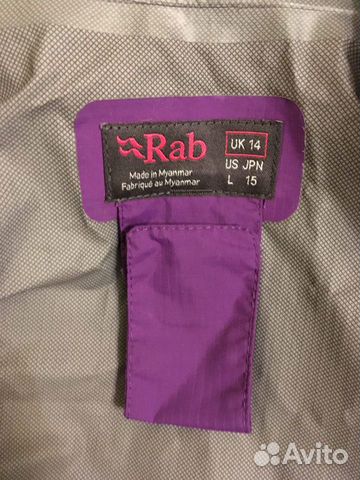 Rab
Made in Myanmar
Fabriqué au Myanmar
UK 14
US JPN
L 15
Avito